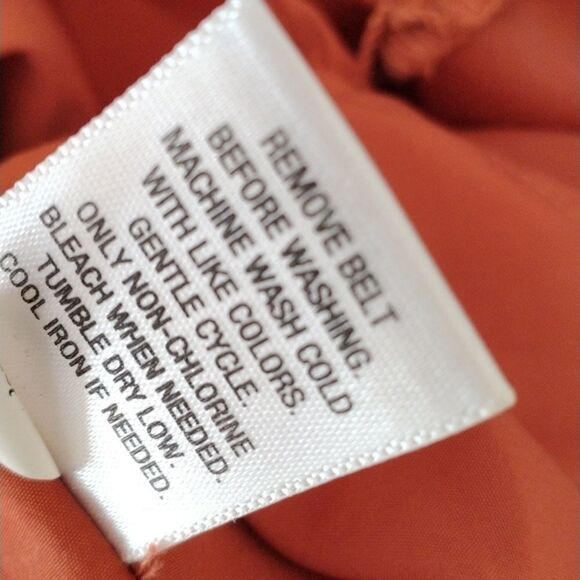 REMOVE BELT
BEFORE WASHING.
MACHINE WASH COLD
WITH LIKE COLORS.
GENTLE CYCLE.
ONLY NON-CHLORINE
BLEACH WHEN NEEDED.
TUMBLE DRY LOW.
COOL IRON IF NEEDED.